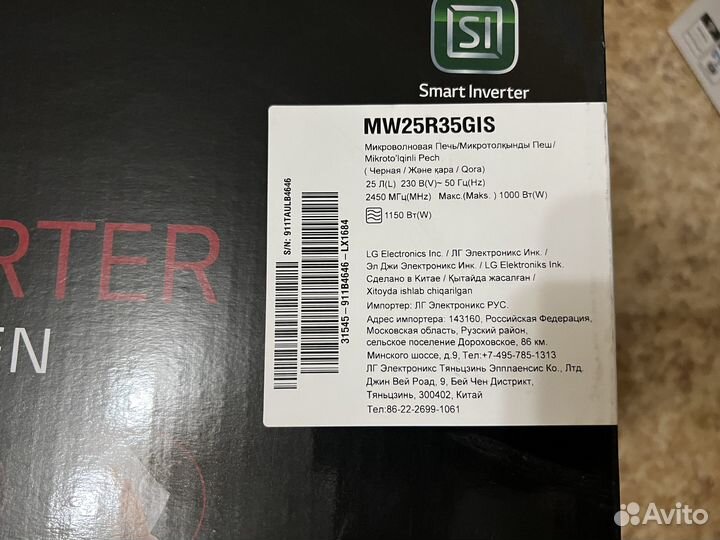 SI
Smart Inverter
MW25R35GIS
Микроволновая Печь/Микротолқынды Пеш/
Mikroto'lqinli Pech
( Черная / Және қара / Qora)
25 Л(L) 230 В(V)~ 50 Гц(Hz)
2450 МГц(MHz) Макс.(Maks. ) 1000 Вт(W)
1150 Вт(W)
LG Electronics Inc. / ЛГ Электроникс Инк. /
Эл Джи Электроникс Инк. / LG Elektroniks Ink.
Сделано в Китае / Қытайда жасалған /
Xitoyda ishlab chiqarilgan
Импортер: ЛГ Электроникс РУС.
Адрес импортера: 143160, Российская Федерация,
Московская область, Рузский район,
сельское поселение Дороховское, 86 км.
Минского шоссе, д.9, Тел:+7-495-785-1313
ЛГ Электроникс Тяньцзинь Эпплаенсис Ко., Лтд.
Джин Вей Роад, 9, Бей Чен Дистрикт,
Тяньцзинь, 300402, Китай
Тел:86-22-2699-1061
S/N: 911TAULB4646
31545-911B4646-LX1684
RTER
EN
Avito